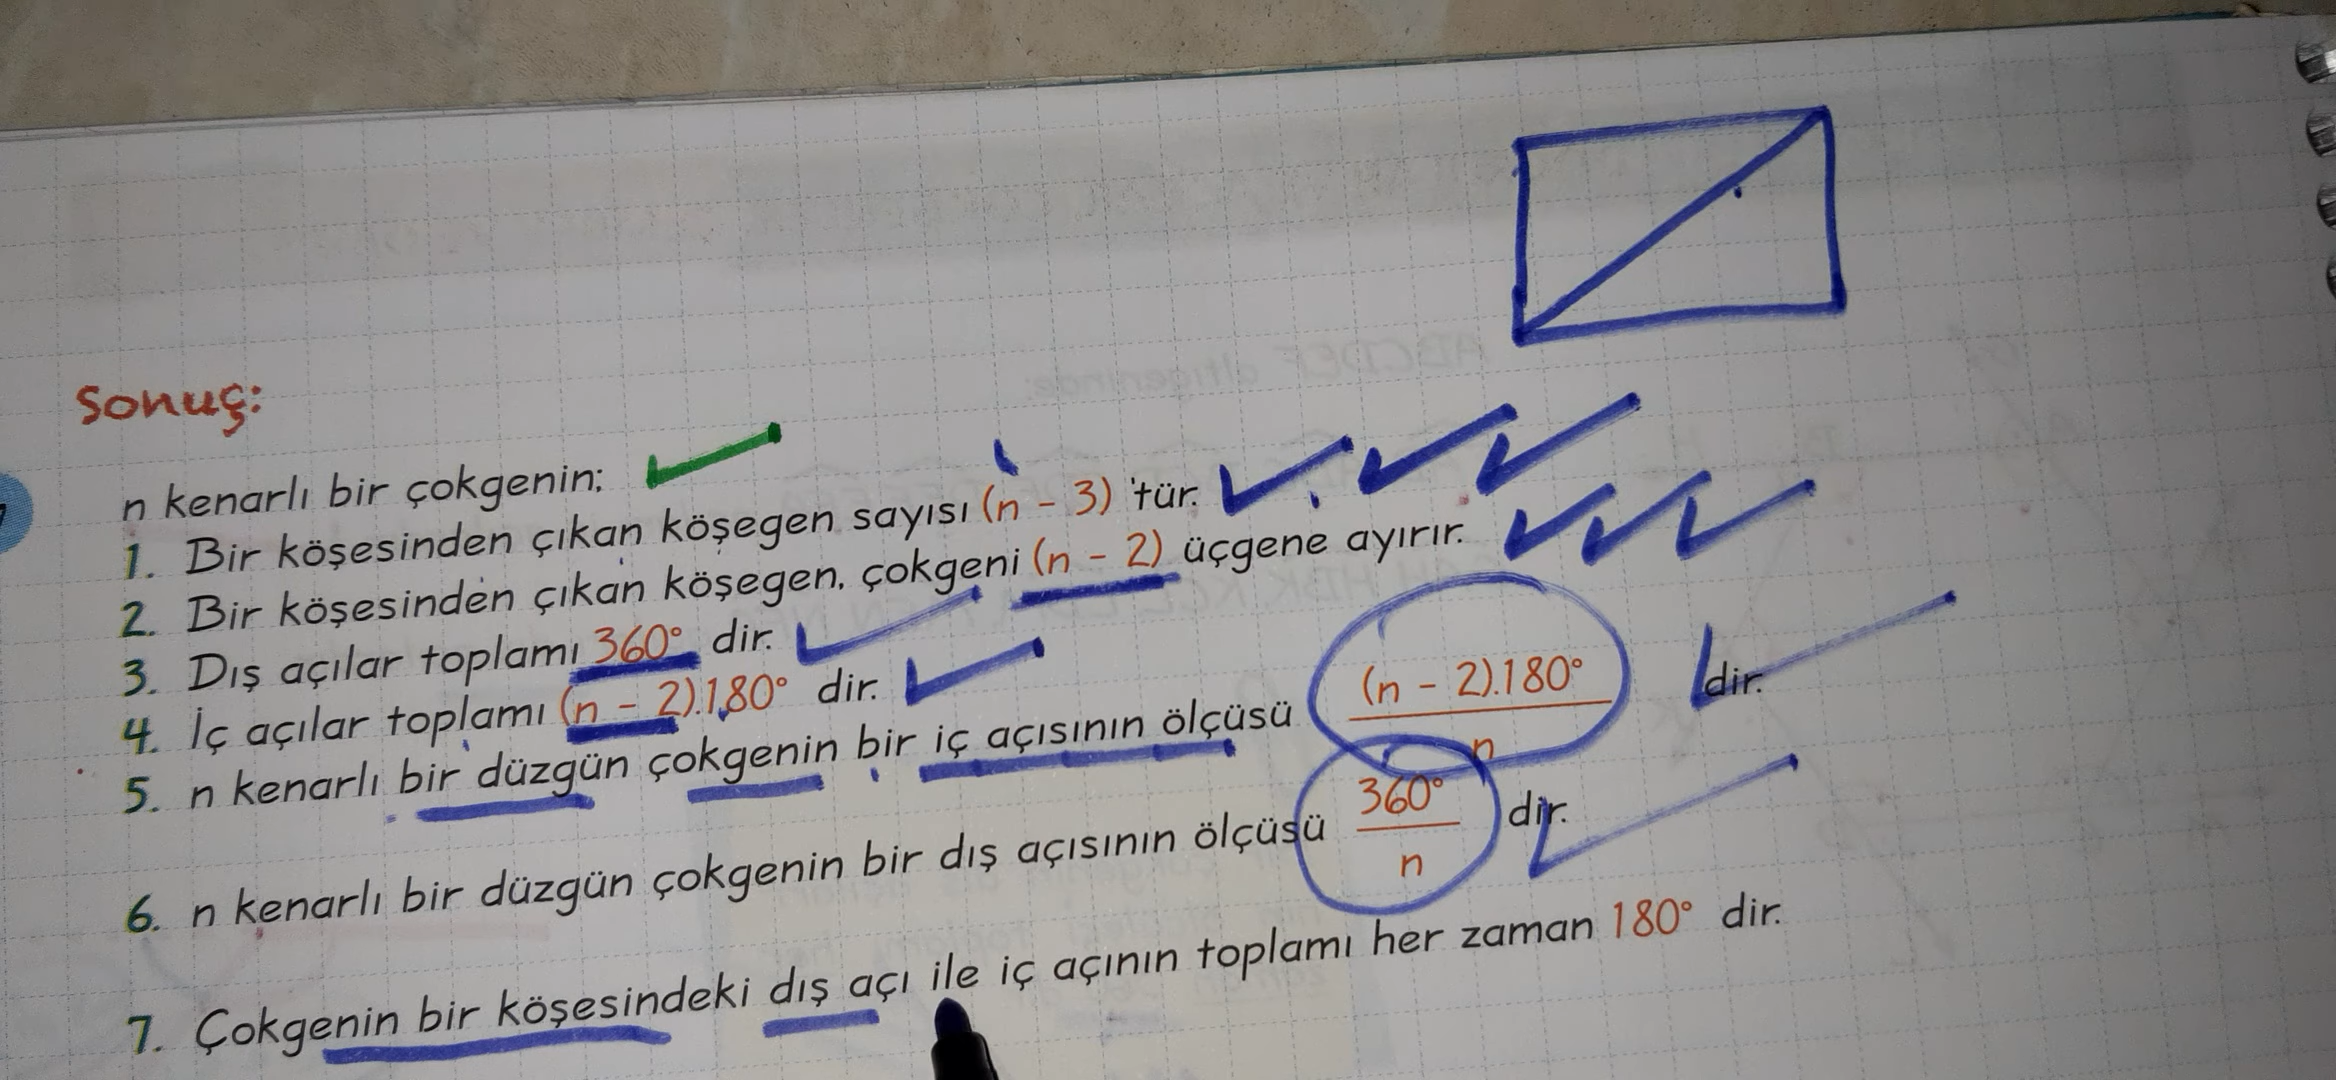 Sonuç:
n kenarlı bir çokgenin;
1. Bir köşesinden çıkan köşegen sayısı (n - 3) 'tür.
2. Bir köşesinden çıkan köşegen, çokgeni (n - 2) üçgene ayırır.
3. Dış açılar toplamı 360° dir.
4. İç açılar toplamı (n - 2).180° dir.
5. n kenarlı bir düzgün çokgenin bir iç açısının ölçüsü (n - 2).180° / n dir.
6. n kenarlı bir düzgün çokgenin bir dış açısının ölçüsü 360° / n dir.
7. Çokgenin bir köşesindeki dış açı ile iç açının toplamı her zaman 180° dir.